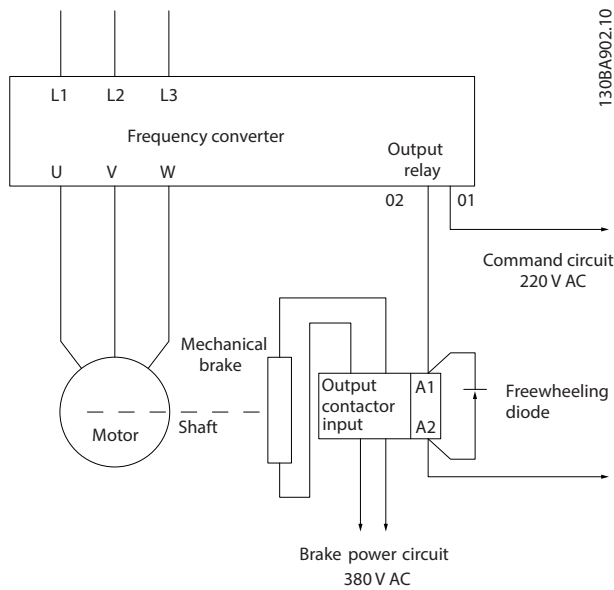 130BA902.10
L1 L2 L3
Frequency converter
U V W
Output
relay
02 01
Command circuit
220 V AC
Mechanical
brake
Output
contactor
input
A1
A2
Freewheeling
diode
Motor
Shaft
Brake power circuit
380 V AC